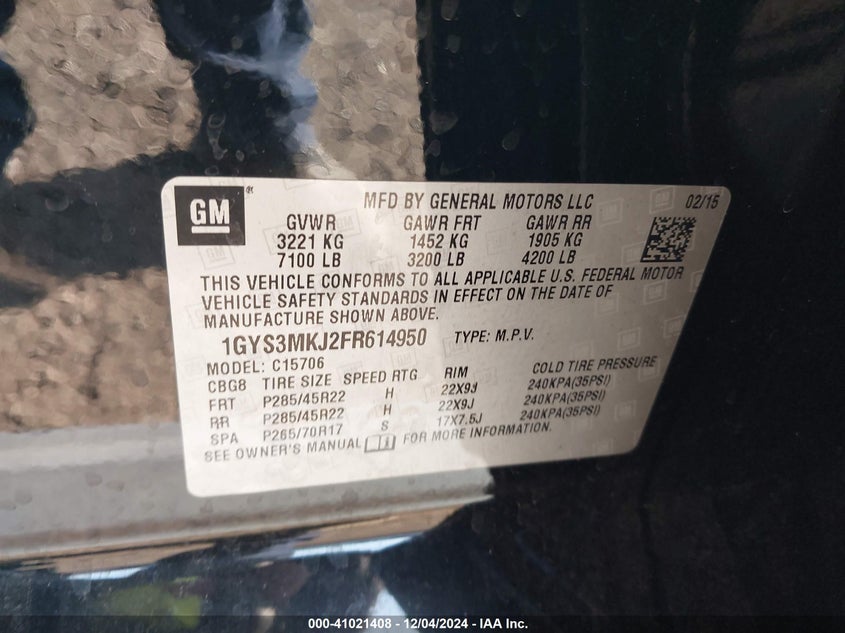 GM ® MFD BY GENERAL MOTORS LLC 02/15
GVWR GAWR FRT GAWR RR
3221 KG 1452 KG 1905 KG
7100 LB 3200 LB 4200 LB
THIS VEHICLE CONFORMS TO ALL APPLICABLE U.S. FEDERAL MOTOR
VEHICLE SAFETY STANDARDS IN EFFECT ON THE DATE OF
MANUFACTURE SHOWN ABOVE.
1GYS3MKJ2FR614950 TYPE: M.P.V.
MODEL: C15706
CBG8 TIRE SIZE SPEED RTG RIM COLD TIRE PRESSURE
FRT P285/45R22 H 22X9J 240KPA(35PSI)
RR P285/45R22 H 22X9J 240KPA(35PSI)
SPA P265/70R17 S 17X7.5J 240KPA(35PSI)
SEE OWNER'S MANUAL FOR MORE INFORMATION.
000-41021408 - 12/04/2024 - IAA Inc.